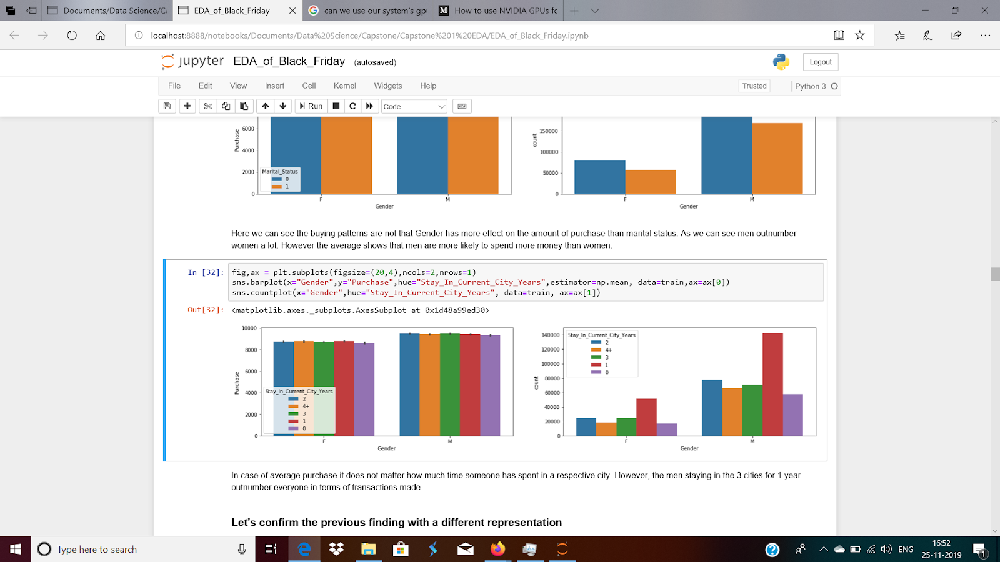 Documents/Data Science/C
EDA_of_Black_Friday
can we use our system's gp
M How to use NVIDIA GPUs fo
localhost:8888/notebooks/Documents/Data%20Science/Capstone/Capstone%201%20EDA/EDA_of_Black_Friday.ipynb
jupyter EDA_of_Black_Friday (autosaved)
Logout
File Edit View Insert Cell Kernel Widgets Help
Trusted Python 3
Run Code
6000
4000
2000
0
Purchase
Marital_Status
0
1
F M
Gender
150000
100000
50000
0
count
F M
Gender
Here we can see the buying patterns are not that Gender has more effect on the amount of purchase than marital status. As we can see men outnumber
women a lot. However the average shows that men are more likely to spend more money than women.
In [32]: fig,ax = plt.subplots(figsize=(20,4),ncols=2,nrows=1)
sns.barplot(x="Gender",y="Purchase",hue="Stay_In_Current_City_Years",estimator=np.mean, data=train,ax=ax[0])
sns.countplot(x="Gender",hue="Stay_In_Current_City_Years", data=train, ax=ax[1])
Out[32]: <matplotlib.axes._subplots.AxesSubplot at 0x1d48a99ed30>
10000
8000
6000
4000
2000
0
Purchase
Stay_In_Current_City_Years
2
4+
3
1
0
F M
Gender
140000
120000
100000
80000
60000
40000
20000
0
count
Stay_In_Current_City_Years
2
4+
3
1
0
F M
Gender
In case of average purchase it does not matter how much time someone has spent in a respective city. However, the men staying in the 3 cities for 1 year
outnumber everyone in terms of transactions made.
Let's confirm the previous finding with a different representation
Type here to search
ENG
16:52
25-11-2019
1